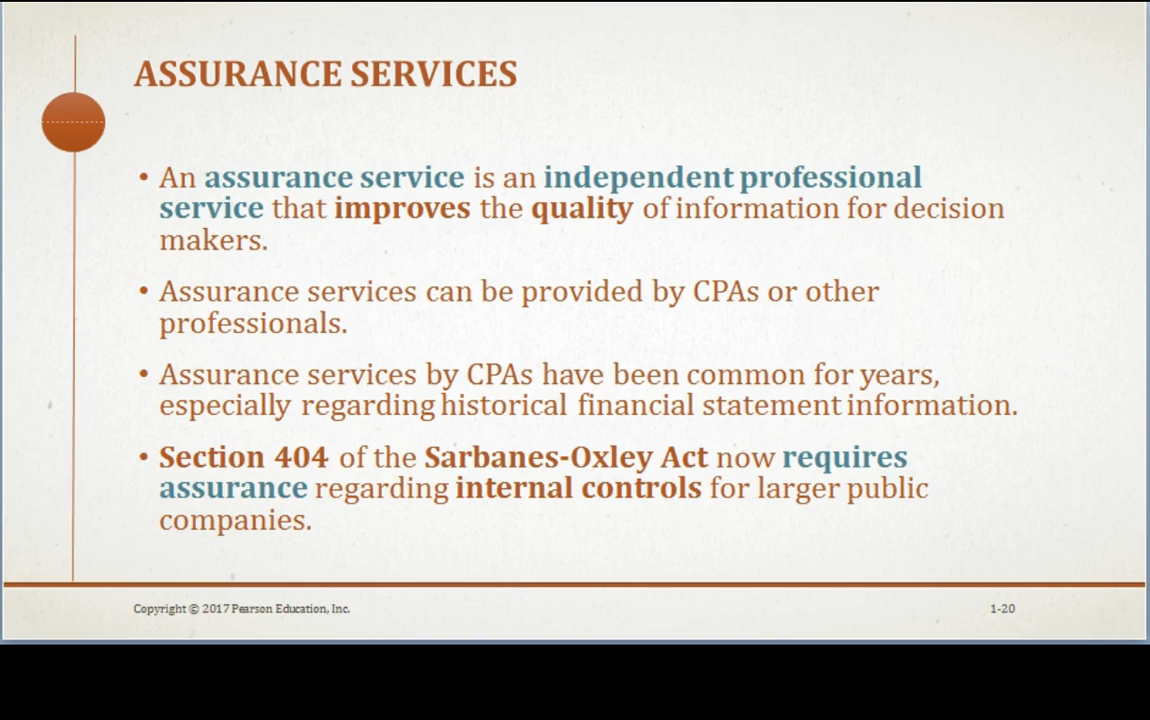 ASSURANCE SERVICES
• An assurance service is an independent professional
service that improves the quality of information for decision
makers.
• Assurance services can be provided by CPAs or other
professionals.
• Assurance services by CPAs have been common for years,
especially regarding historical financial statement information.
• Section 404 of the Sarbanes-Oxley Act now requires
assurance regarding internal controls for larger public
companies.
Copyright © 2017 Pearson Education, Inc.
1-20